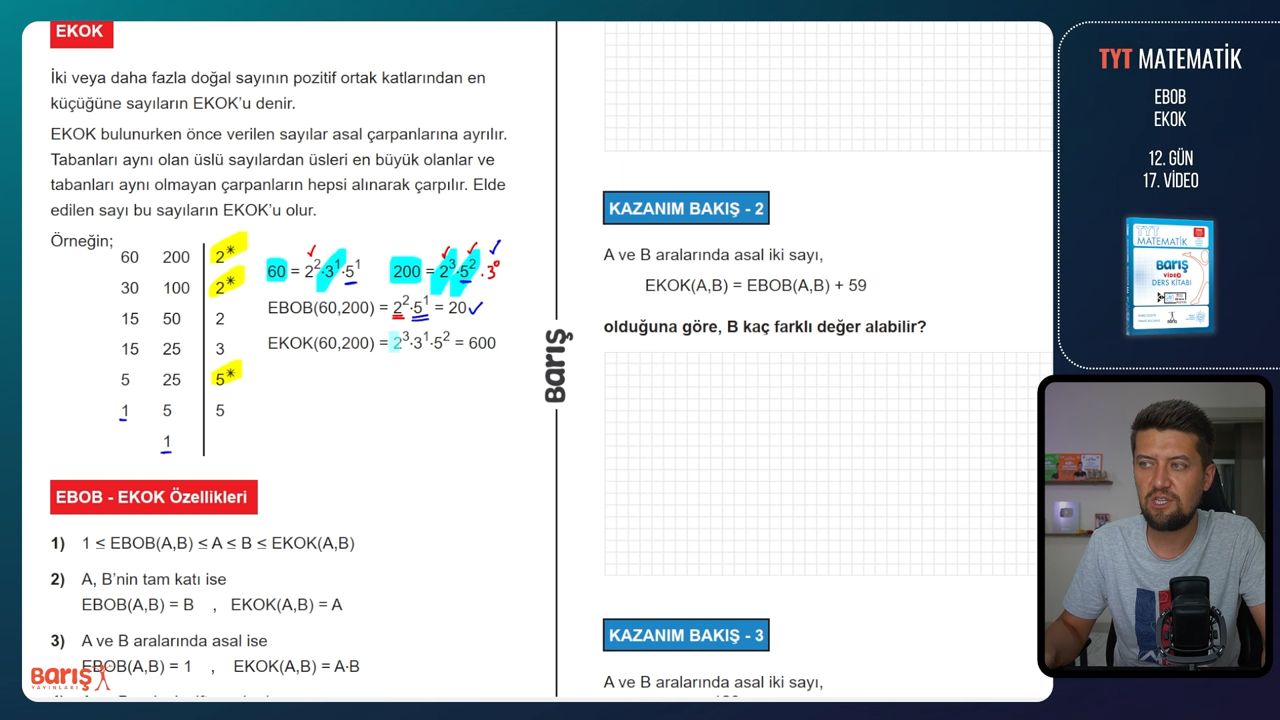 EKOK
İki veya daha fazla doğal sayının pozitif ortak katlarından en
küçüğüne sayıların EKOK'u denir.
EKOK bulunurken önce verilen sayılar asal çarpanlarına ayrılır.
Tabanları aynı olan üslü sayılardan üsleri en büyük olanlar ve
tabanları aynı olmayan çarpanların hepsi alınarak çarpılır. Elde
edilen sayı bu sayıların EKOK'u olur.
Örneğin;
60 200 2*
30 100 2*
15 50 2
15 25 3
5 25 5*
1 5 5
1
60 = 2²·3¹·5¹ 200 = 2³·5² · 3⁰
EBOB(60,200) = 2²·5¹ = 20
EKOK(60,200) = 2³·3¹·5² = 600
EBOB - EKOK Özellikleri
1) 1 ≤ EBOB(A,B) ≤ A ≤ B ≤ EKOK(A,B)
2) A, B'nin tam katı ise
EBOB(A,B) = B , EKOK(A,B) = A
3) A ve B aralarında asal ise
EBOB(A,B) = 1 , EKOK(A,B) = A·B
BARIŞ
YAYINLARI
BARIŞ
KAZANIM BAKIŞ - 2
A ve B aralarında asal iki sayı,
EKOK(A,B) = EBOB(A,B) + 59
olduğuna göre, B kaç farklı değer alabilir?
KAZANIM BAKIŞ - 3
A ve B aralarında asal iki sayı,
TYT MATEMATİK
EBOB
EKOK
12. GÜN
17. VİDEO
TYT
MATEMATİK
BARIŞ
VİDEO
DERS KİTABI